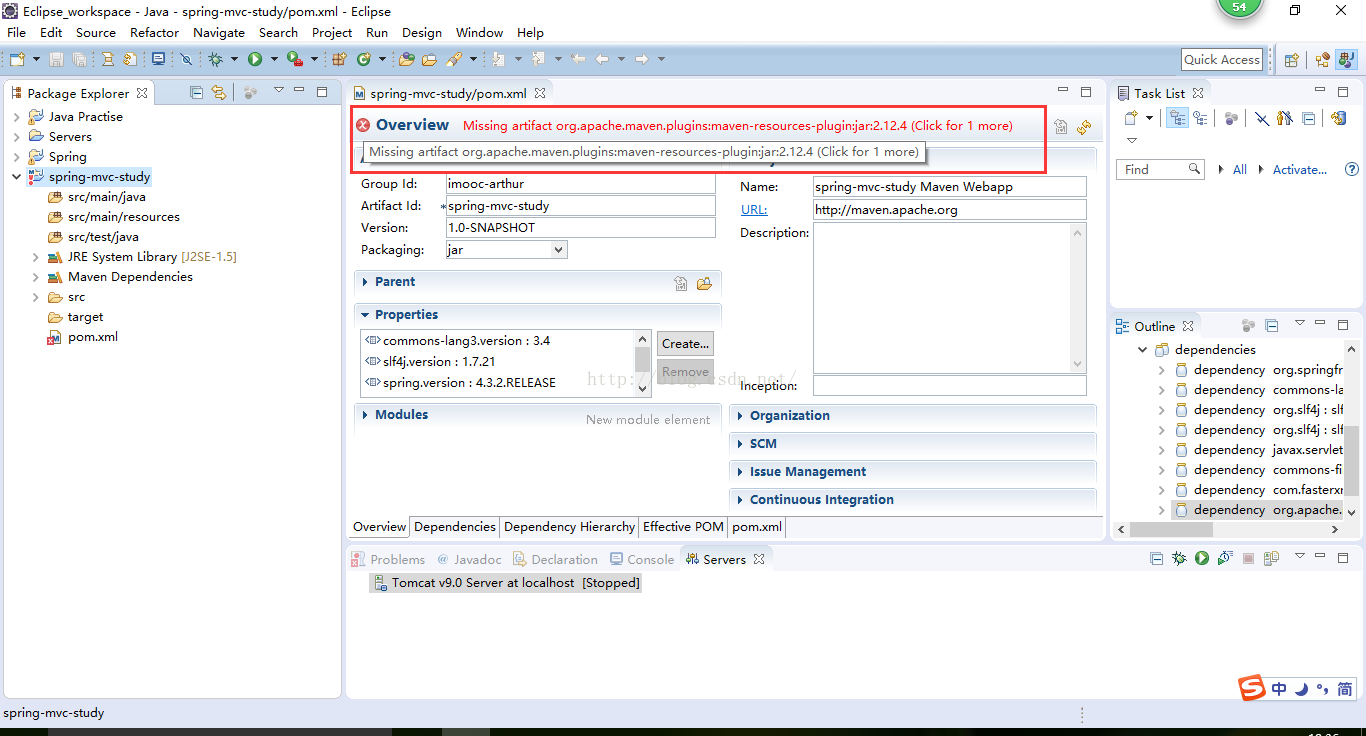 Eclipse_workspace - Java - spring-mvc-study/pom.xml - Eclipse
54
File Edit Source Refactor Navigate Search Project Run Design Window Help
Quick Access
Package Explorer
Java Practise
Servers
Spring
spring-mvc-study
src/main/java
src/main/resources
src/test/java
JRE System Library [J2SE-1.5]
Maven Dependencies
src
target
pom.xml
spring-mvc-study/pom.xml
Overview Missing artifact org.apache.maven.plugins:maven-resources-plugin:jar:2.12.4 (Click for 1 more)
Missing artifact org.apache.maven.plugins:maven-resources-plugin:jar:2.12.4 (Click for 1 more)
Group Id: imooc-arthur
Artifact Id: *spring-mvc-study
Version: 1.0-SNAPSHOT
Packaging: jar
Parent
Properties
commons-lang3.version : 3.4
slf4j.version : 1.7.21
spring.version : 4.3.2.RELEASE
Create...
Remove
Modules
New module element
Name: spring-mvc-study Maven Webapp
URL: http://maven.apache.org
Description:
http://blog.csdn.net/
Inception:
Organization
SCM
Issue Management
Continuous Integration
Overview Dependencies Dependency Hierarchy Effective POM pom.xml
Task List
Find All Activate...
Outline
dependencies
dependency org.springfr
dependency commons-la
dependency org.slf4j : slf
dependency org.slf4j : slf
dependency javax.servlet
dependency commons-fi
dependency com.fasterx
dependency org.apache.
Problems @ Javadoc Declaration Console Servers
Tomcat v9.0 Server at localhost [Stopped]
S 中 简
spring-mvc-study